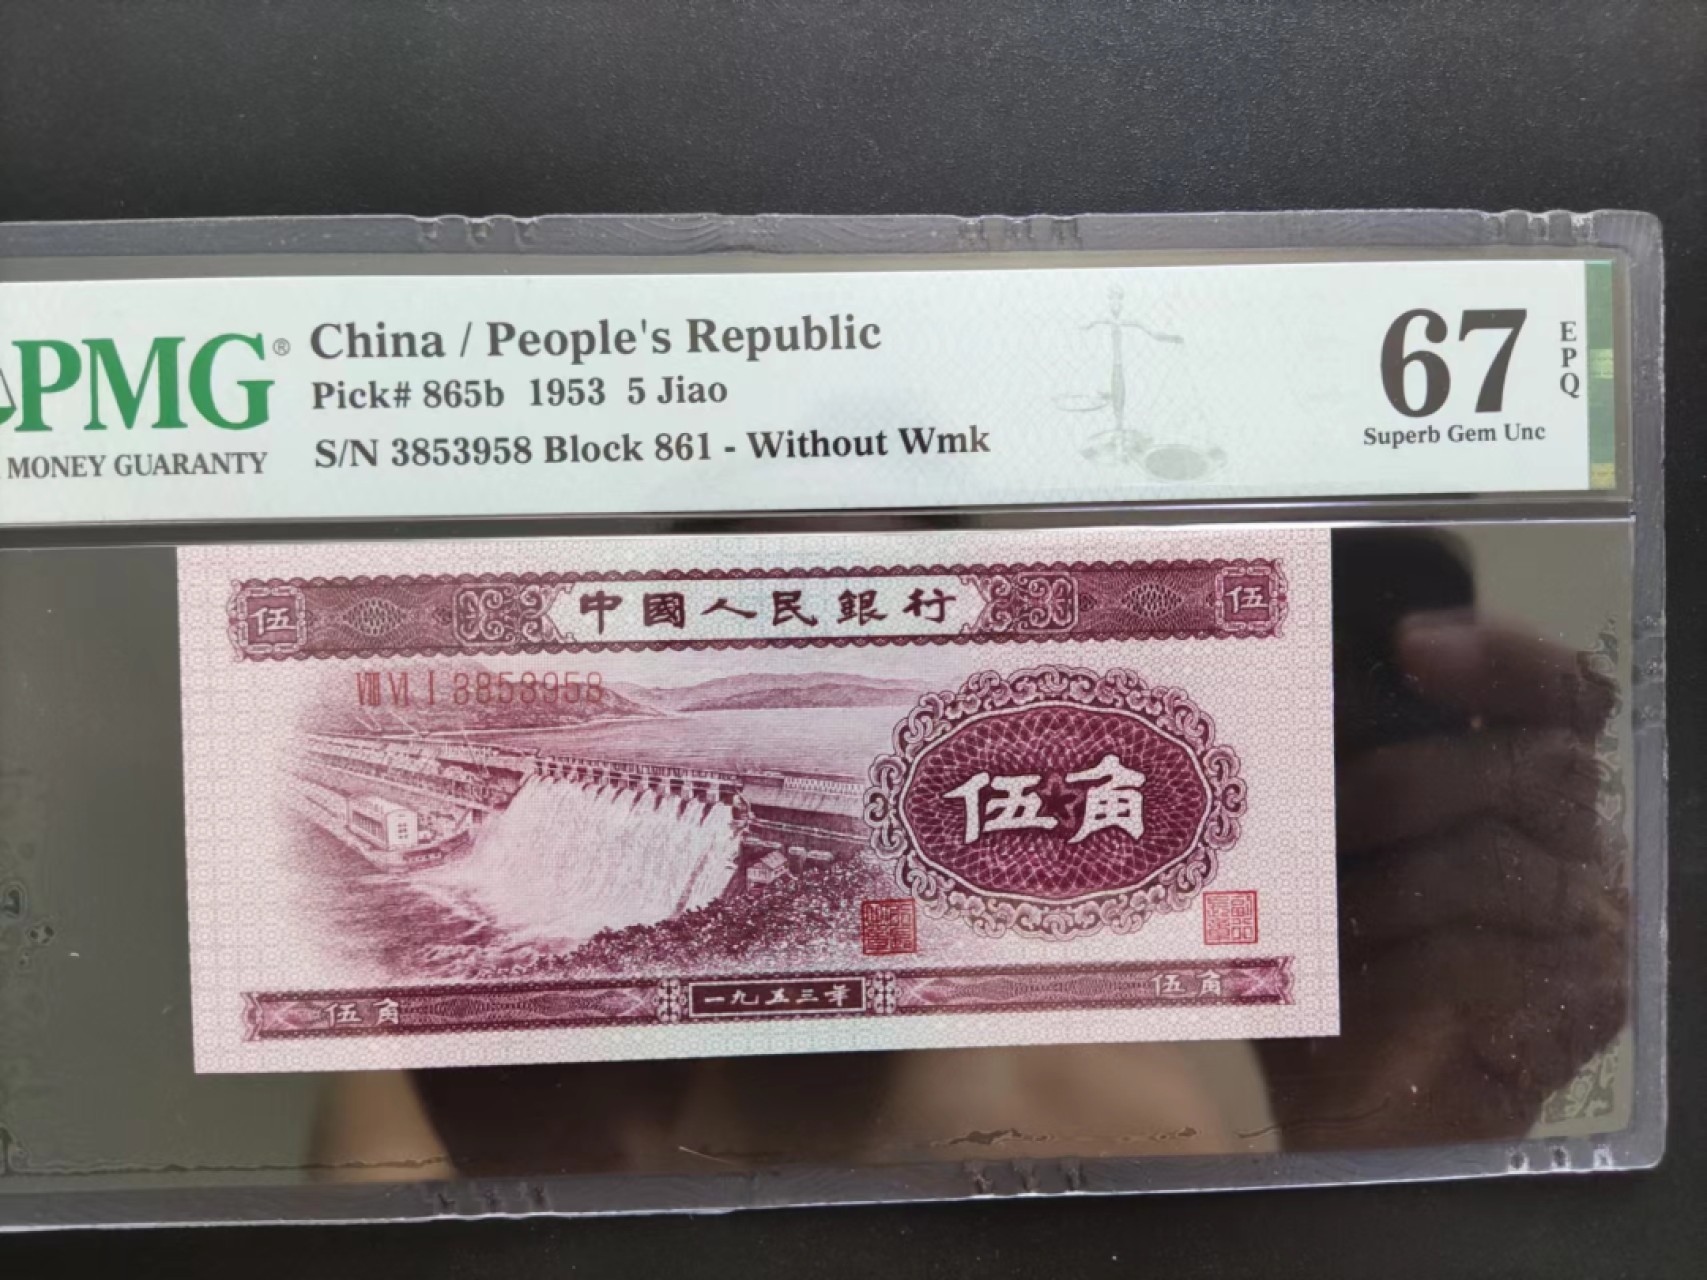 PMG®
MONEY GUARANTY
China / People's Republic
Pick# 865b 1953 5 Jiao
S/N 3853958 Block 861 - Without Wmk
67
EPQ
Superb Gem Unc
伍 中國人民銀行 伍
VIII VI I 3853958
伍角
伍角 一九五三年 伍角